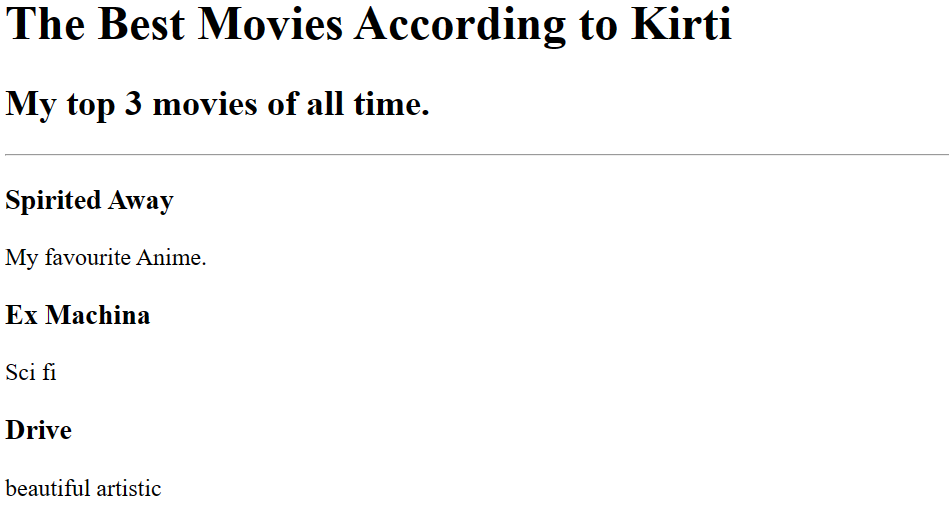 The Best Movies According to Kirti
My top 3 movies of all time.
Spirited Away
My favourite Anime.
Ex Machina
Sci fi
Drive
beautiful artistic